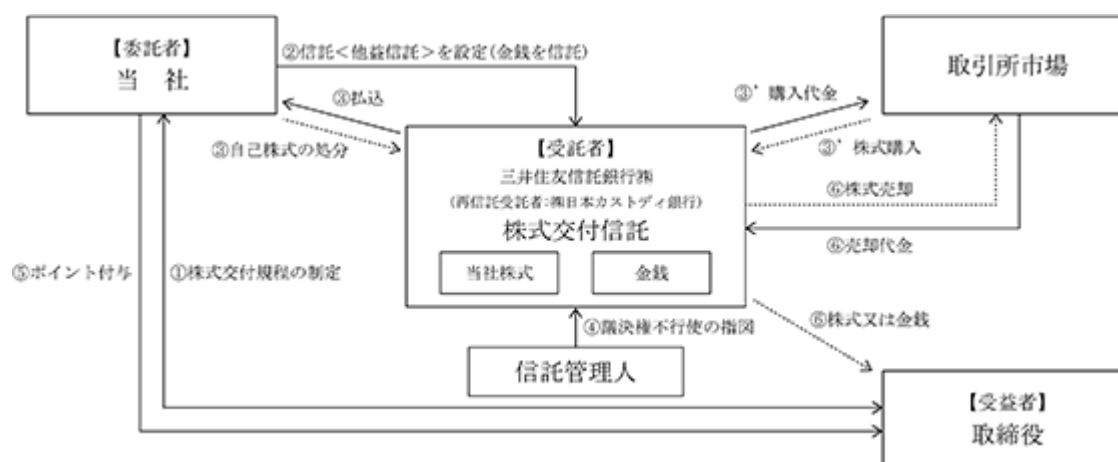 【委託者】
当　社
②信託＜他益信託＞を設定(金銭を信託)
取引所市場
③払込
③自己株式の処分
③’購入代金
③’株式購入
【受託者】
三井住友信託銀行㈱
(再信託受託者:㈱日本カストディ銀行)
株式交付信託
当社株式
金銭
⑥株式売却
⑥売却代金
⑤ポイント付与
①株式交付規程の制定
④議決権不行使の指図
⑥株式又は金銭
信託管理人
【受益者】
取締役